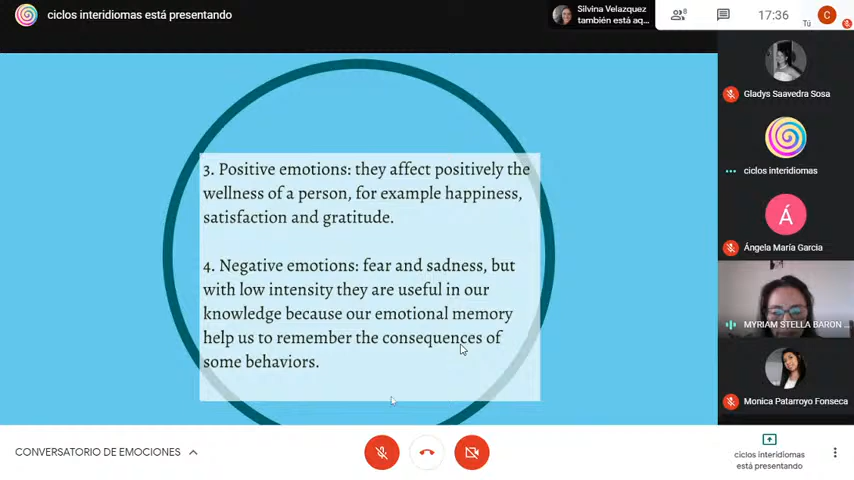 ciclos interidiomas está presentando
Silvina Velazquez
también está aq...
8
17:36
C
Tú
3. Positive emotions: they affect positively the
wellness of a person, for example happiness,
satisfaction and gratitude.
4. Negative emotions: fear and sadness, but
with low intensity they are useful in our
knowledge because our emotional memory
help us to remember the consequences of
some behaviors.
Gladys Saavedra Sosa
ciclos interidiomas
Á
Ángela María Garcia
MYRIAM STELLA BARON ...
Monica Patarroyo Fonseca
CONVERSATORIO DE EMOCIONES
ciclos interidiomas
está presentando